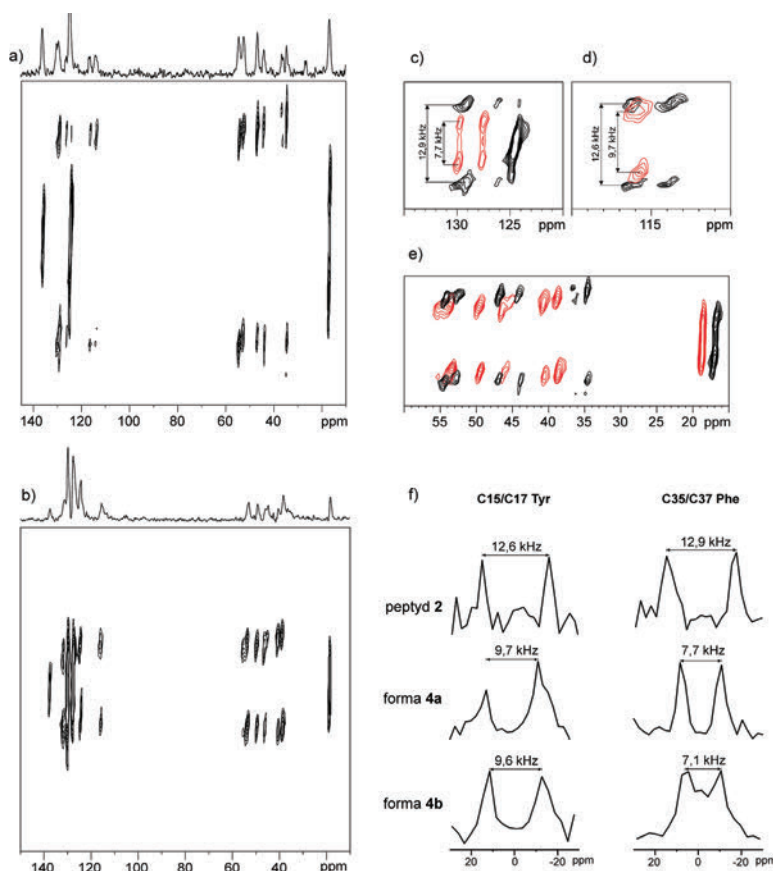 a)
145 140 120 100 80 60 40 20 ppm
b)
150 140 120 100 80 60 40 20 ppm
c)
12,9 kHz
7,7 kHz
ppm 130 125 ppm
d)
12,6 kHz
9,7 kHz
115 ppm
e)
55 50 45 40 35 30 25 20 ppm
f)
C15/C17 Tyr C35/C37 Phe
peptyd 2 12,6 kHz 12,9 kHz
forma 4a 9,7 kHz 7,7 kHz
forma 4b 9,6 kHz 7,1 kHz
20 0 -20 ppm 20 0 -20 ppm